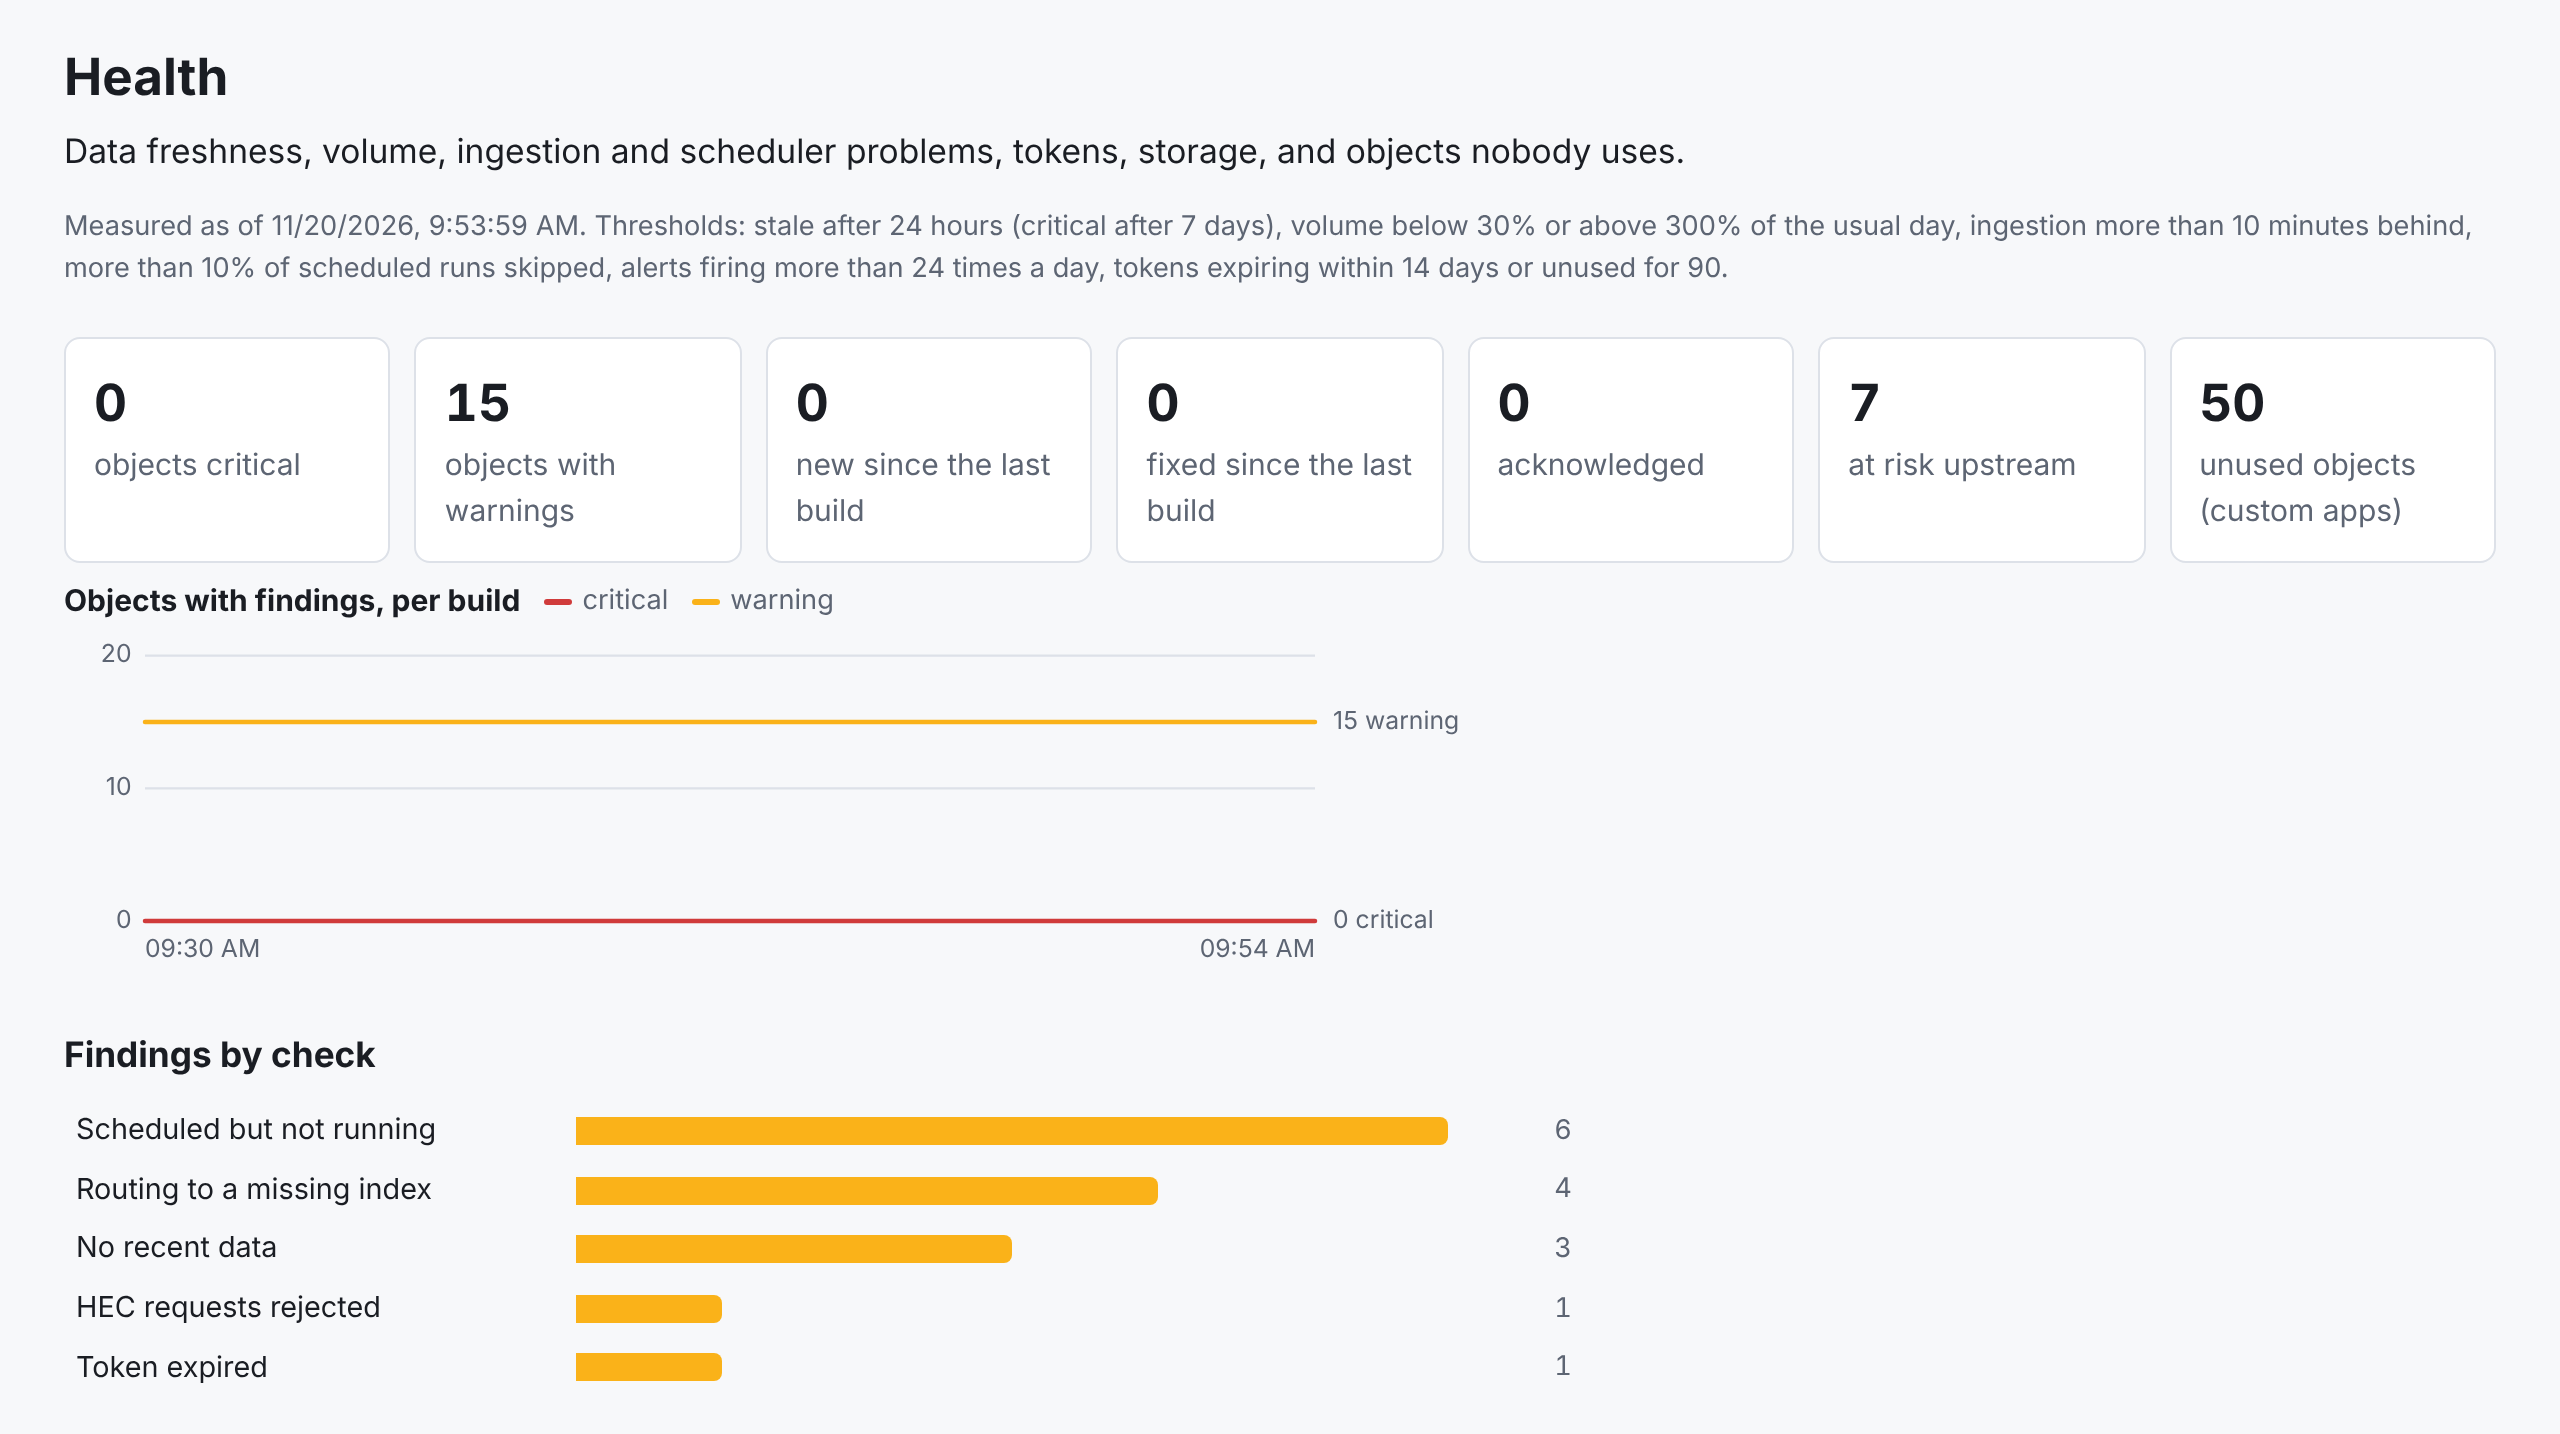 Health
Data freshness, volume, ingestion and scheduler problems, tokens, storage, and objects nobody uses.
Measured as of 11/20/2026, 9:53:59 AM. Thresholds: stale after 24 hours (critical after 7 days), volume below 30% or above 300% of the usual day, ingestion more than 10 minutes behind,
more than 10% of scheduled runs skipped, alerts firing more than 24 times a day, tokens expiring within 14 days or unused for 90.
0
objects critical
15
objects with
warnings
0
new since the last
build
0
fixed since the last
build
0
acknowledged
7
at risk upstream
50
unused objects
(custom apps)
Objects with findings, per build critical warning
20
15 warning
10
0 0 critical
09:30 AM 09:54 AM
Findings by check
Scheduled but not running 6
Routing to a missing index 4
No recent data 3
HEC requests rejected 1
Token expired 1